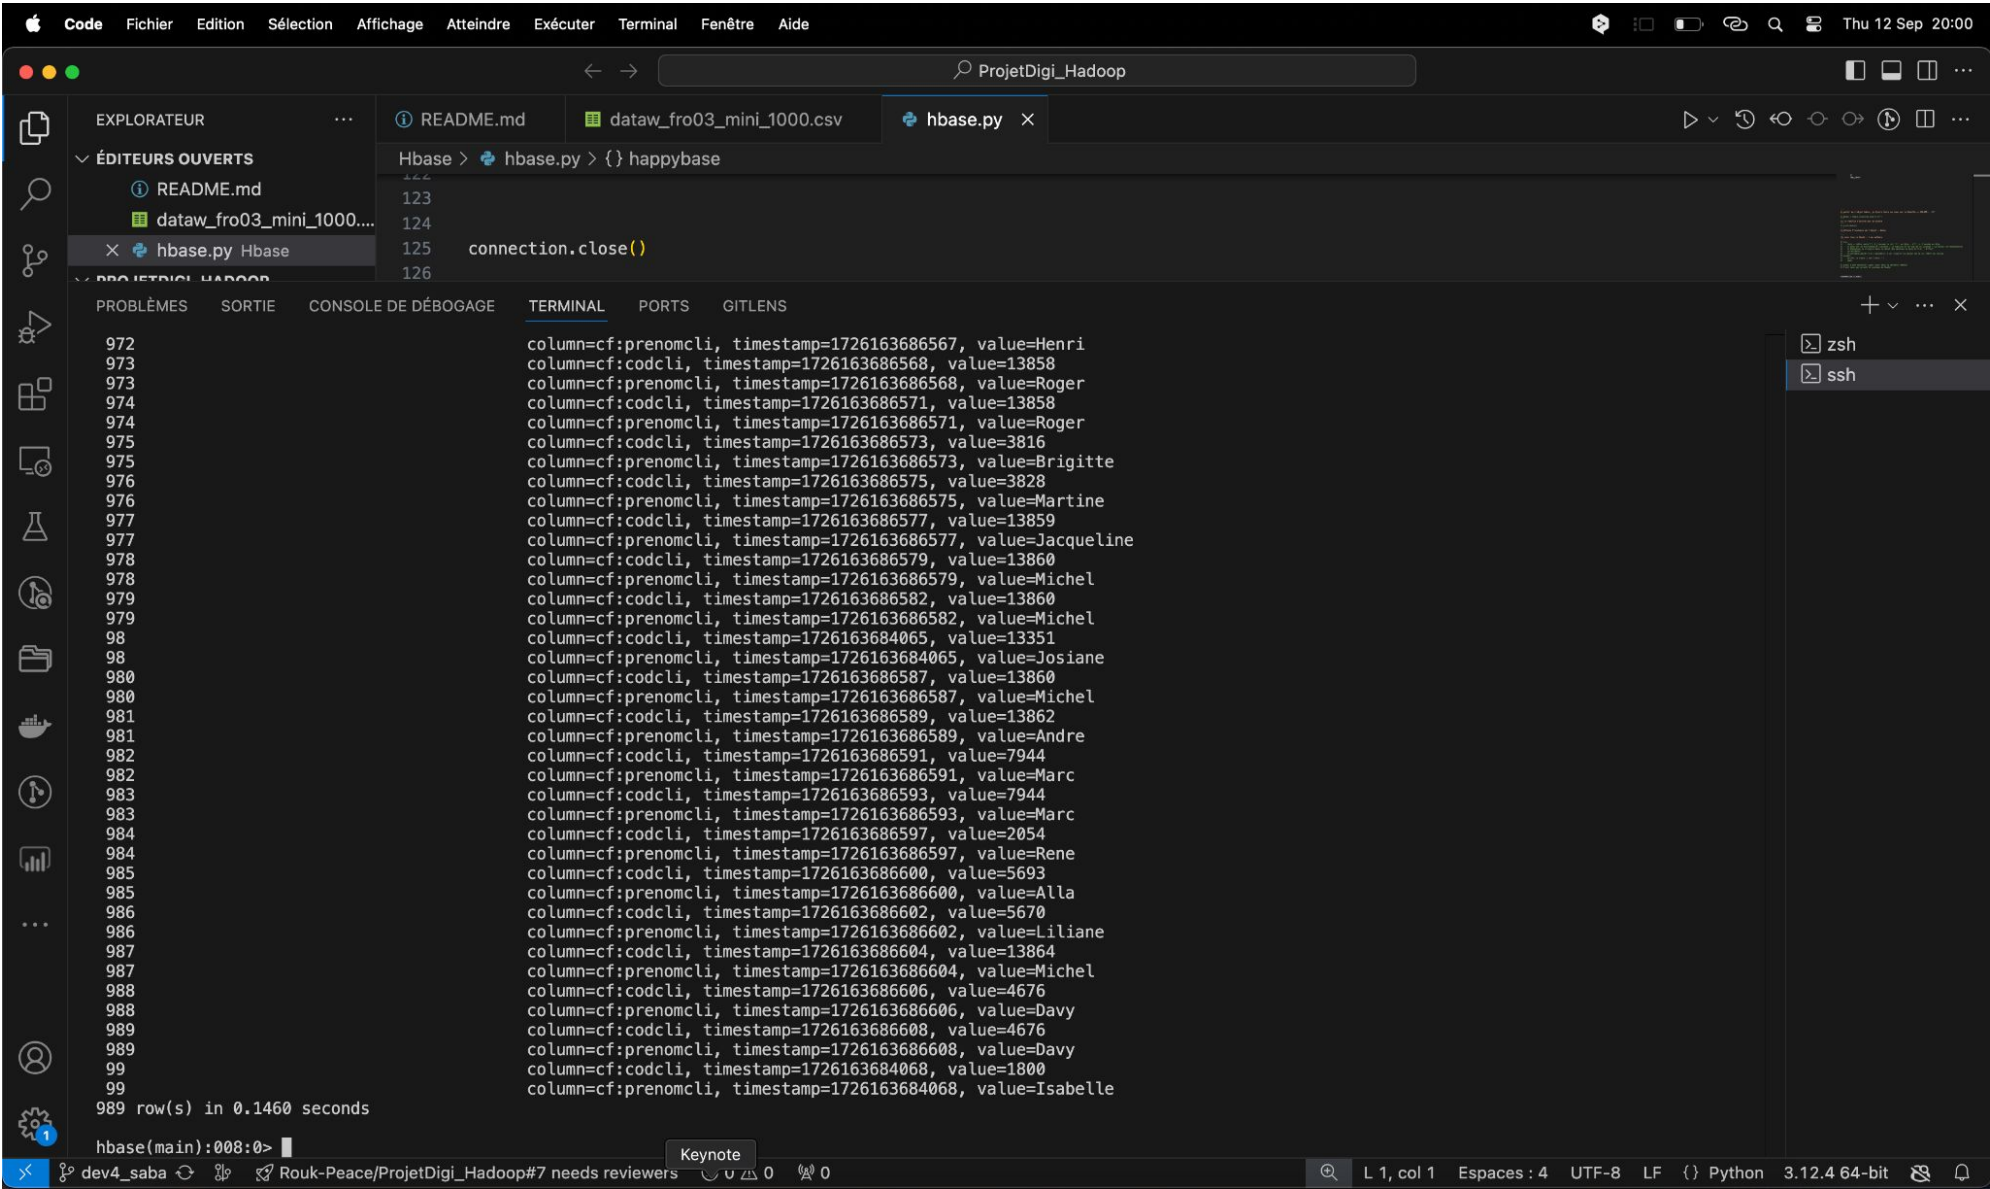 Code Fichier Edition Sélection Affichage Atteindre Exécuter Terminal Fenêtre Aide Thu 12 Sep 20:00
ProjetDigi_Hadoop
EXPLORATEUR
README.md dataw_fro03_mini_1000.csv hbase.py
ÉDITEURS OUVERTS
Hbase > hbase.py > {} happybase
README.md
dataw_fro03_mini_1000....
hbase.py Hbase
PROJETDIGI_HADOOP
122
123
124
125 connection.close()
126
PROBLÈMES SORTIE CONSOLE DE DÉBOGAGE TERMINAL PORTS GITLENS
zsh
ssh
972 column=cf:prenomcli, timestamp=1726163686567, value=Henri
973 column=cf:codcli, timestamp=1726163686568, value=13858
973 column=cf:prenomcli, timestamp=1726163686568, value=Roger
974 column=cf:codcli, timestamp=1726163686571, value=13858
974 column=cf:prenomcli, timestamp=1726163686571, value=Roger
975 column=cf:codcli, timestamp=1726163686573, value=3816
975 column=cf:prenomcli, timestamp=1726163686573, value=Brigitte
976 column=cf:codcli, timestamp=1726163686575, value=3828
976 column=cf:prenomcli, timestamp=1726163686575, value=Martine
977 column=cf:codcli, timestamp=1726163686577, value=13859
977 column=cf:prenomcli, timestamp=1726163686577, value=Jacqueline
978 column=cf:codcli, timestamp=1726163686579, value=13860
978 column=cf:prenomcli, timestamp=1726163686579, value=Michel
979 column=cf:codcli, timestamp=1726163686582, value=13860
979 column=cf:prenomcli, timestamp=1726163686582, value=Michel
98 column=cf:codcli, timestamp=1726163684065, value=13351
98 column=cf:prenomcli, timestamp=1726163684065, value=Josiane
980 column=cf:codcli, timestamp=1726163686587, value=13860
980 column=cf:prenomcli, timestamp=1726163686587, value=Michel
981 column=cf:codcli, timestamp=1726163686589, value=13862
981 column=cf:prenomcli, timestamp=1726163686589, value=Andre
982 column=cf:codcli, timestamp=1726163686591, value=7944
982 column=cf:prenomcli, timestamp=1726163686591, value=Marc
983 column=cf:codcli, timestamp=1726163686593, value=7944
983 column=cf:prenomcli, timestamp=1726163686593, value=Marc
984 column=cf:codcli, timestamp=1726163686597, value=2054
984 column=cf:prenomcli, timestamp=1726163686597, value=Rene
985 column=cf:codcli, timestamp=1726163686600, value=5693
985 column=cf:prenomcli, timestamp=1726163686600, value=Alla
986 column=cf:codcli, timestamp=1726163686602, value=5670
986 column=cf:prenomcli, timestamp=1726163686602, value=Liliane
987 column=cf:codcli, timestamp=1726163686604, value=13864
987 column=cf:prenomcli, timestamp=1726163686604, value=Michel
988 column=cf:codcli, timestamp=1726163686606, value=4676
988 column=cf:prenomcli, timestamp=1726163686606, value=Davy
989 column=cf:codcli, timestamp=1726163686608, value=4676
989 column=cf:prenomcli, timestamp=1726163686608, value=Davy
99 column=cf:codcli, timestamp=1726163684068, value=1800
99 column=cf:prenomcli, timestamp=1726163684068, value=Isabelle
989 row(s) in 0.1460 seconds
hbase(main):008:0>
Keynote
1
dev4_saba Rouk-Peace/ProjetDigi_Hadoop#7 needs reviewers 0 0 0 L 1, col 1 Espaces : 4 UTF-8 LF {} Python 3.12.4 64-bit